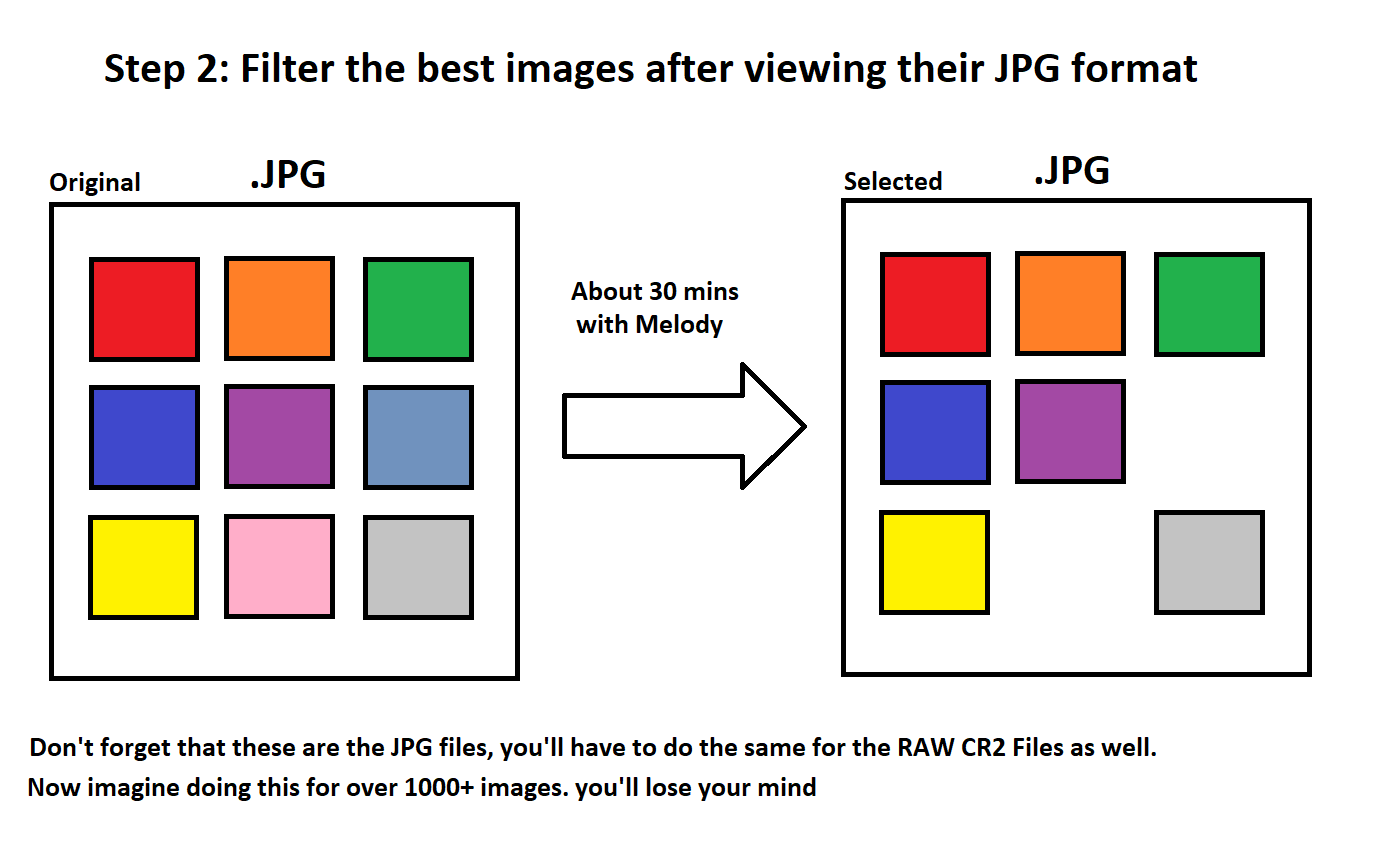 Step 2: Filter the best images after viewing their JPG format
Original
.JPG
Selected
.JPG
About 30 mins
with Melody
Don't forget that these are the JPG files, you'll have to do the same for the RAW CR2 Files as well.
Now imagine doing this for over 1000+ images. you'll lose your mind